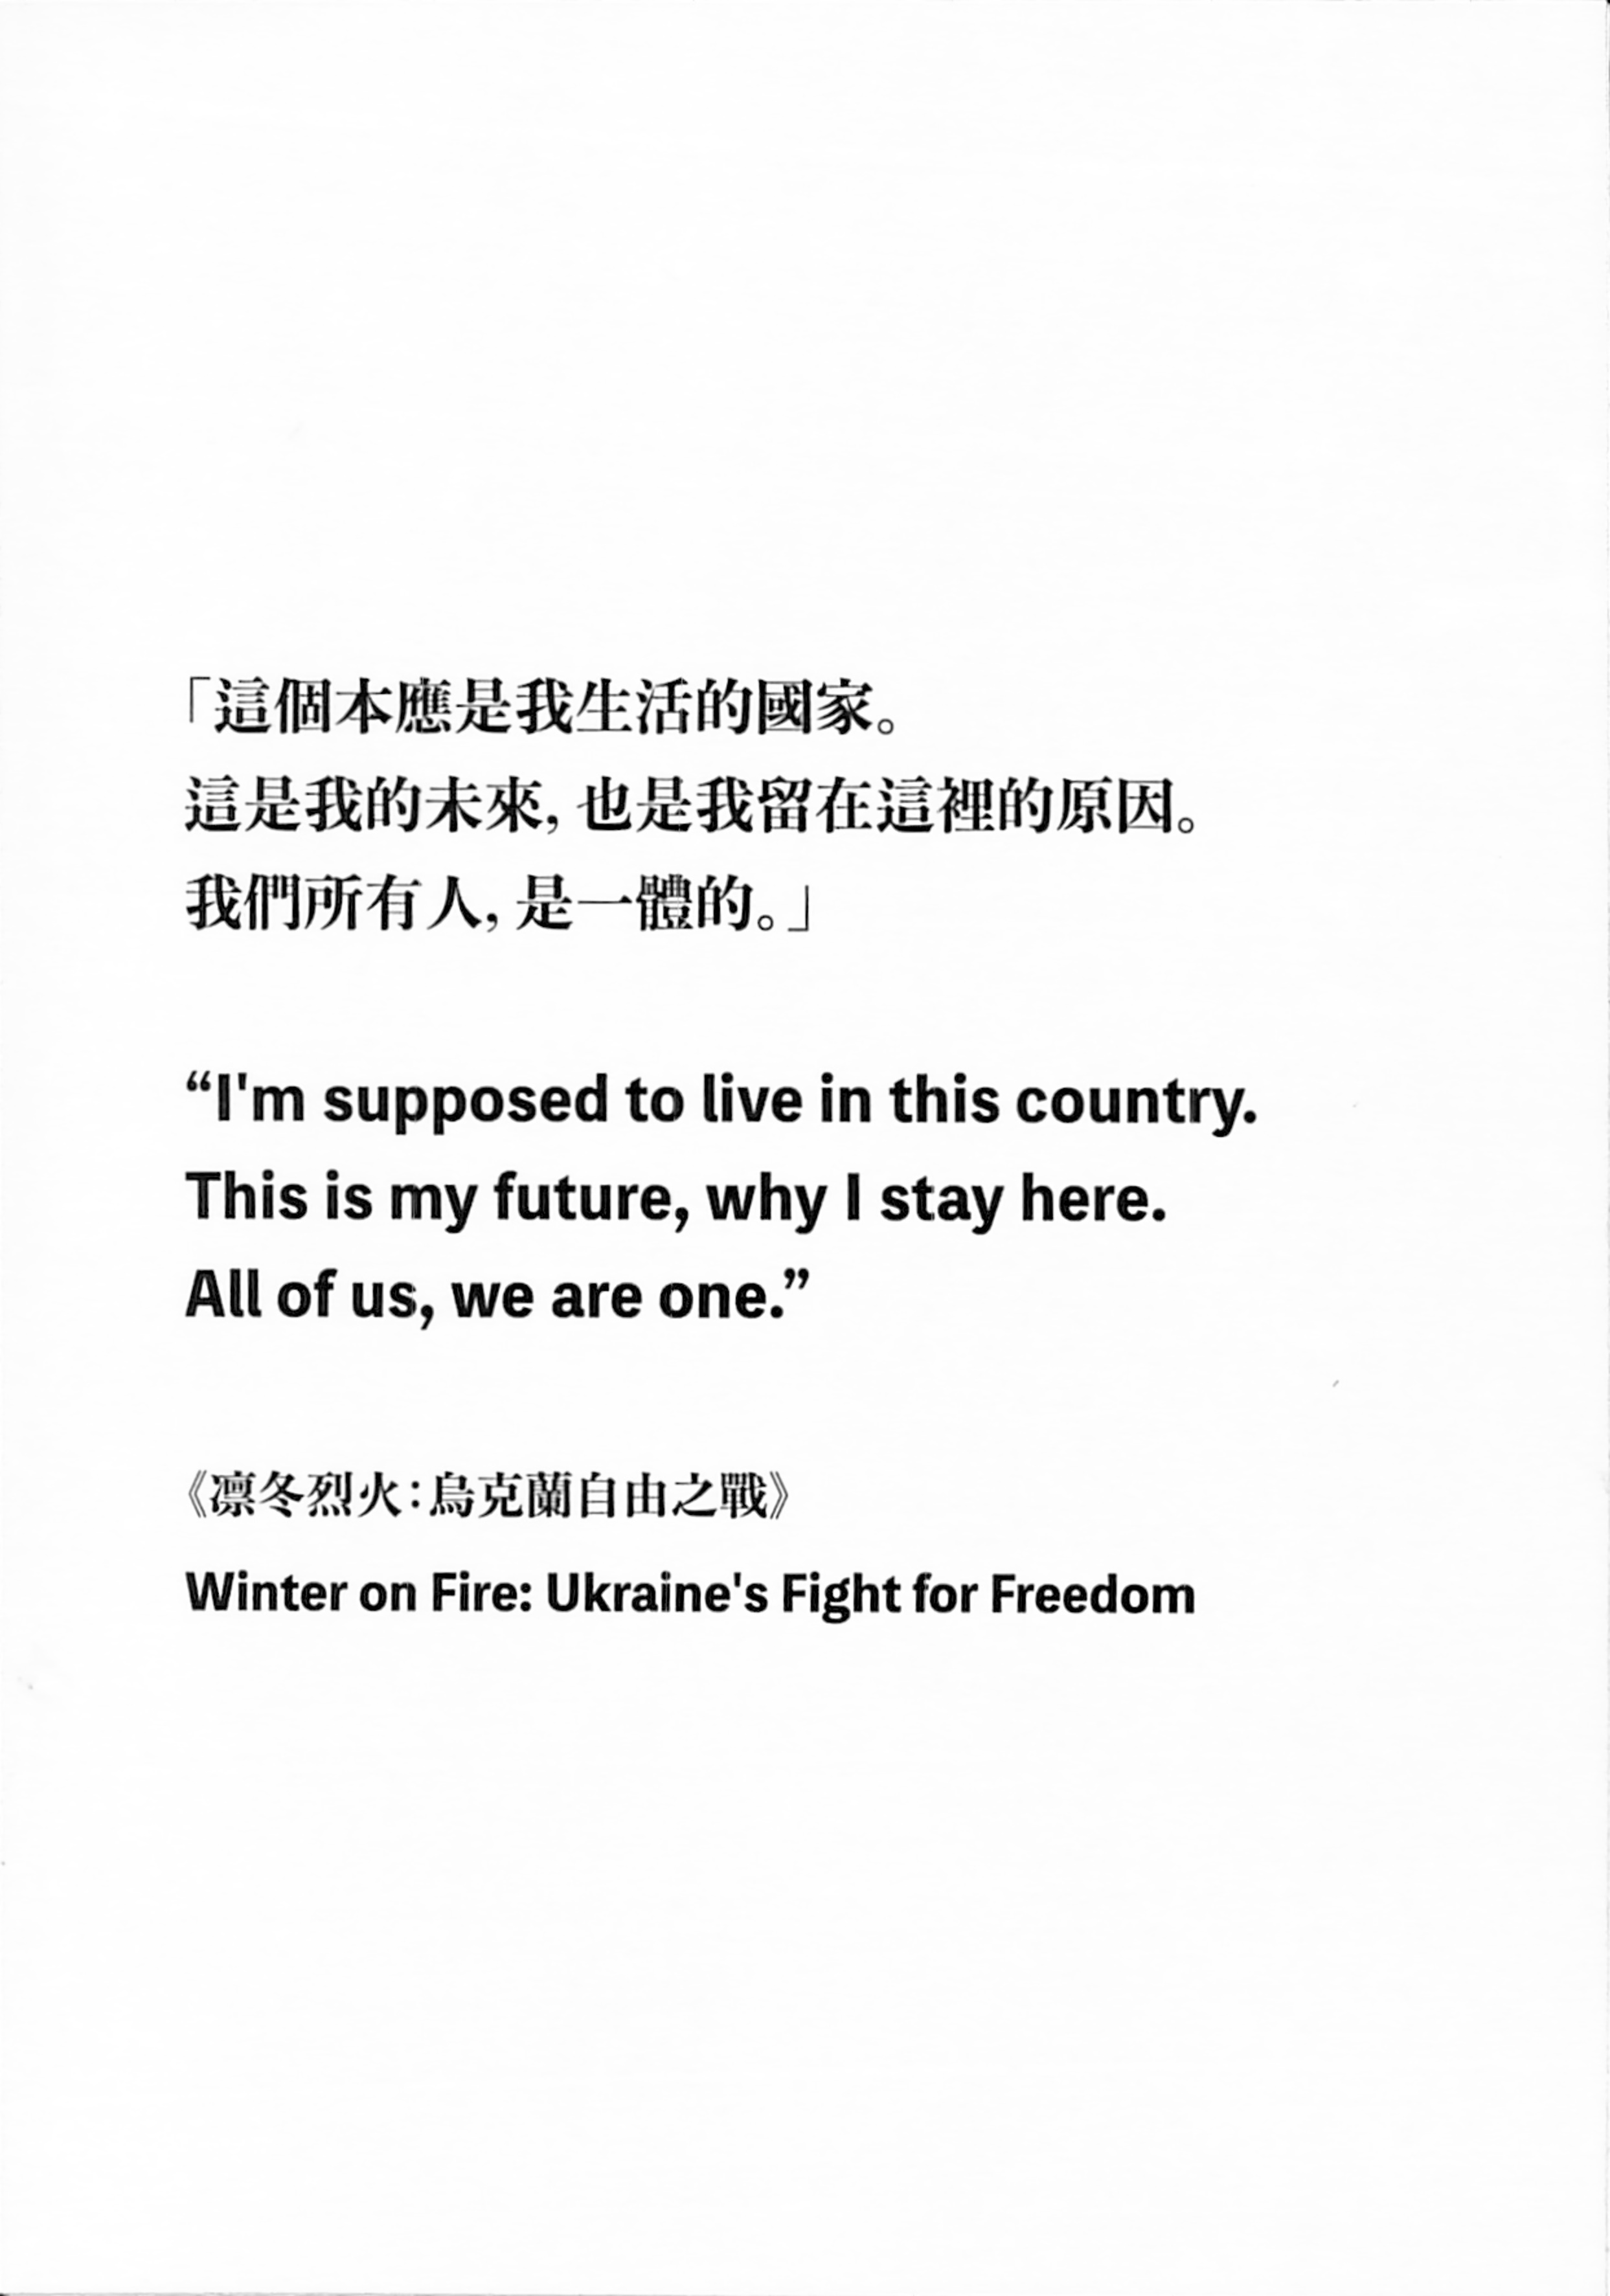 「這個本應是我生活的國家。
這是我的未來，也是我留在這裡的原因。
我們所有人，是一體的。」
“I'm supposed to live in this country.
This is my future, why I stay here.
All of us, we are one.”
《凛冬烈火：烏克蘭自由之戰》
Winter on Fire: Ukraine's Fight for Freedom